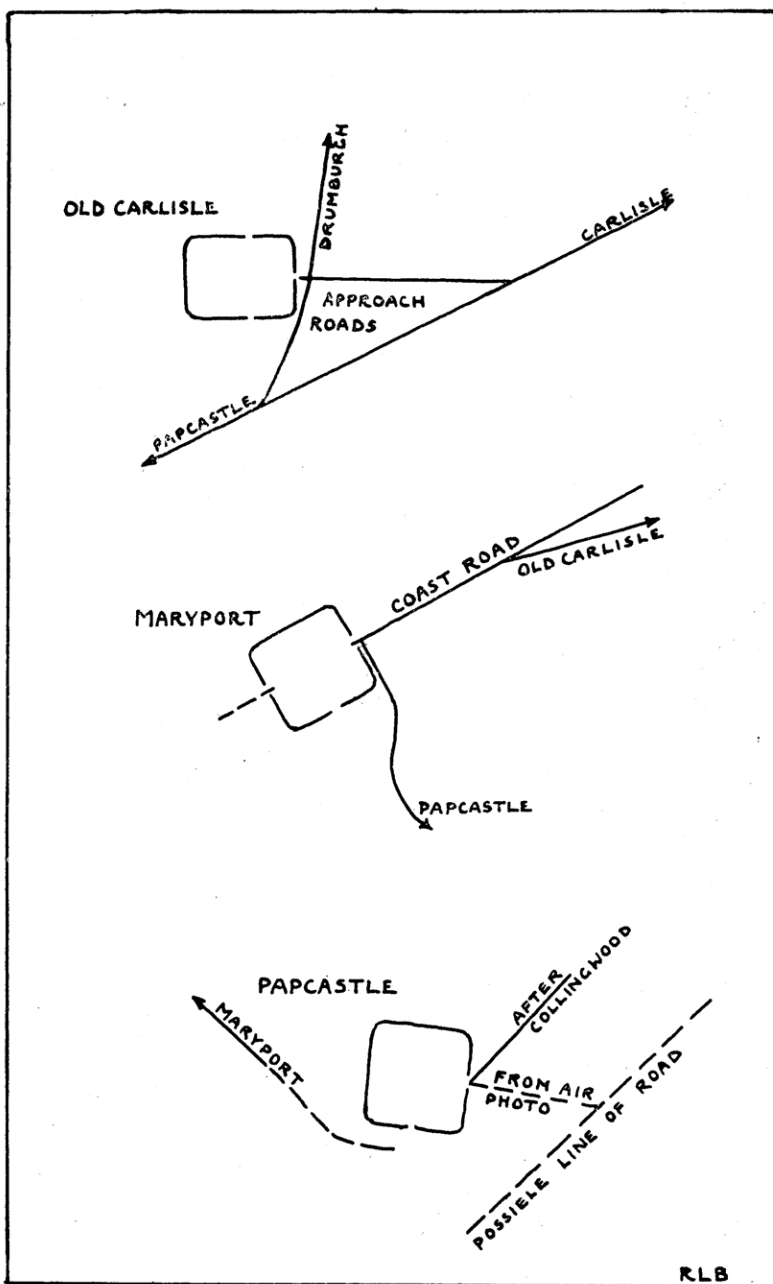 DRUMBURGH
OLD CARLISLE
CARLISLE
APPROACH
ROADS
PAPCASTLE
COAST ROAD
OLD CARLISLE
MARYPORT
PAPCASTLE
PAPCASTLE
MARYPORT
AFTER
COLLINGWOOD
FROM AIR
PHOTO
POSSIBLE LINE OF ROAD
RLB